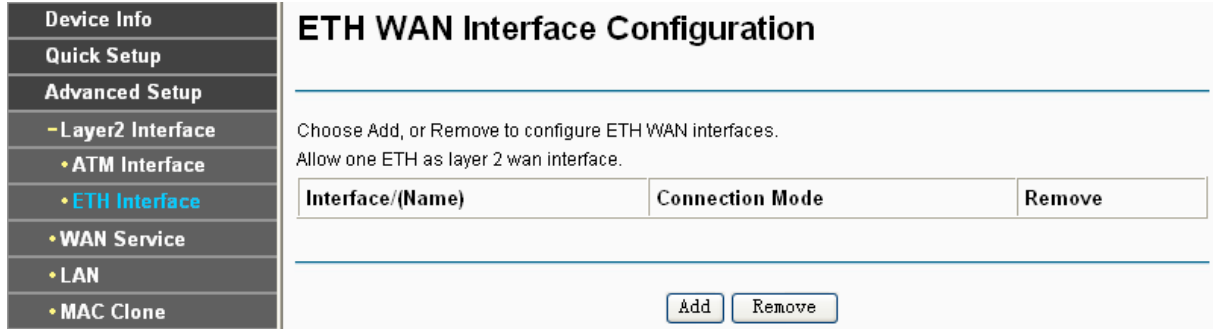 Device Info
Quick Setup
Advanced Setup
Layer2 Interface
ATM Interface
ETH Interface
WAN Service
LAN
MAC Clone
ETH WAN Interface Configuration
Choose Add, or Remove to configure ETH WAN interfaces.
Allow one ETH as layer 2 wan interface.
Interface/(Name) Connection Mode Remove
Add Remove